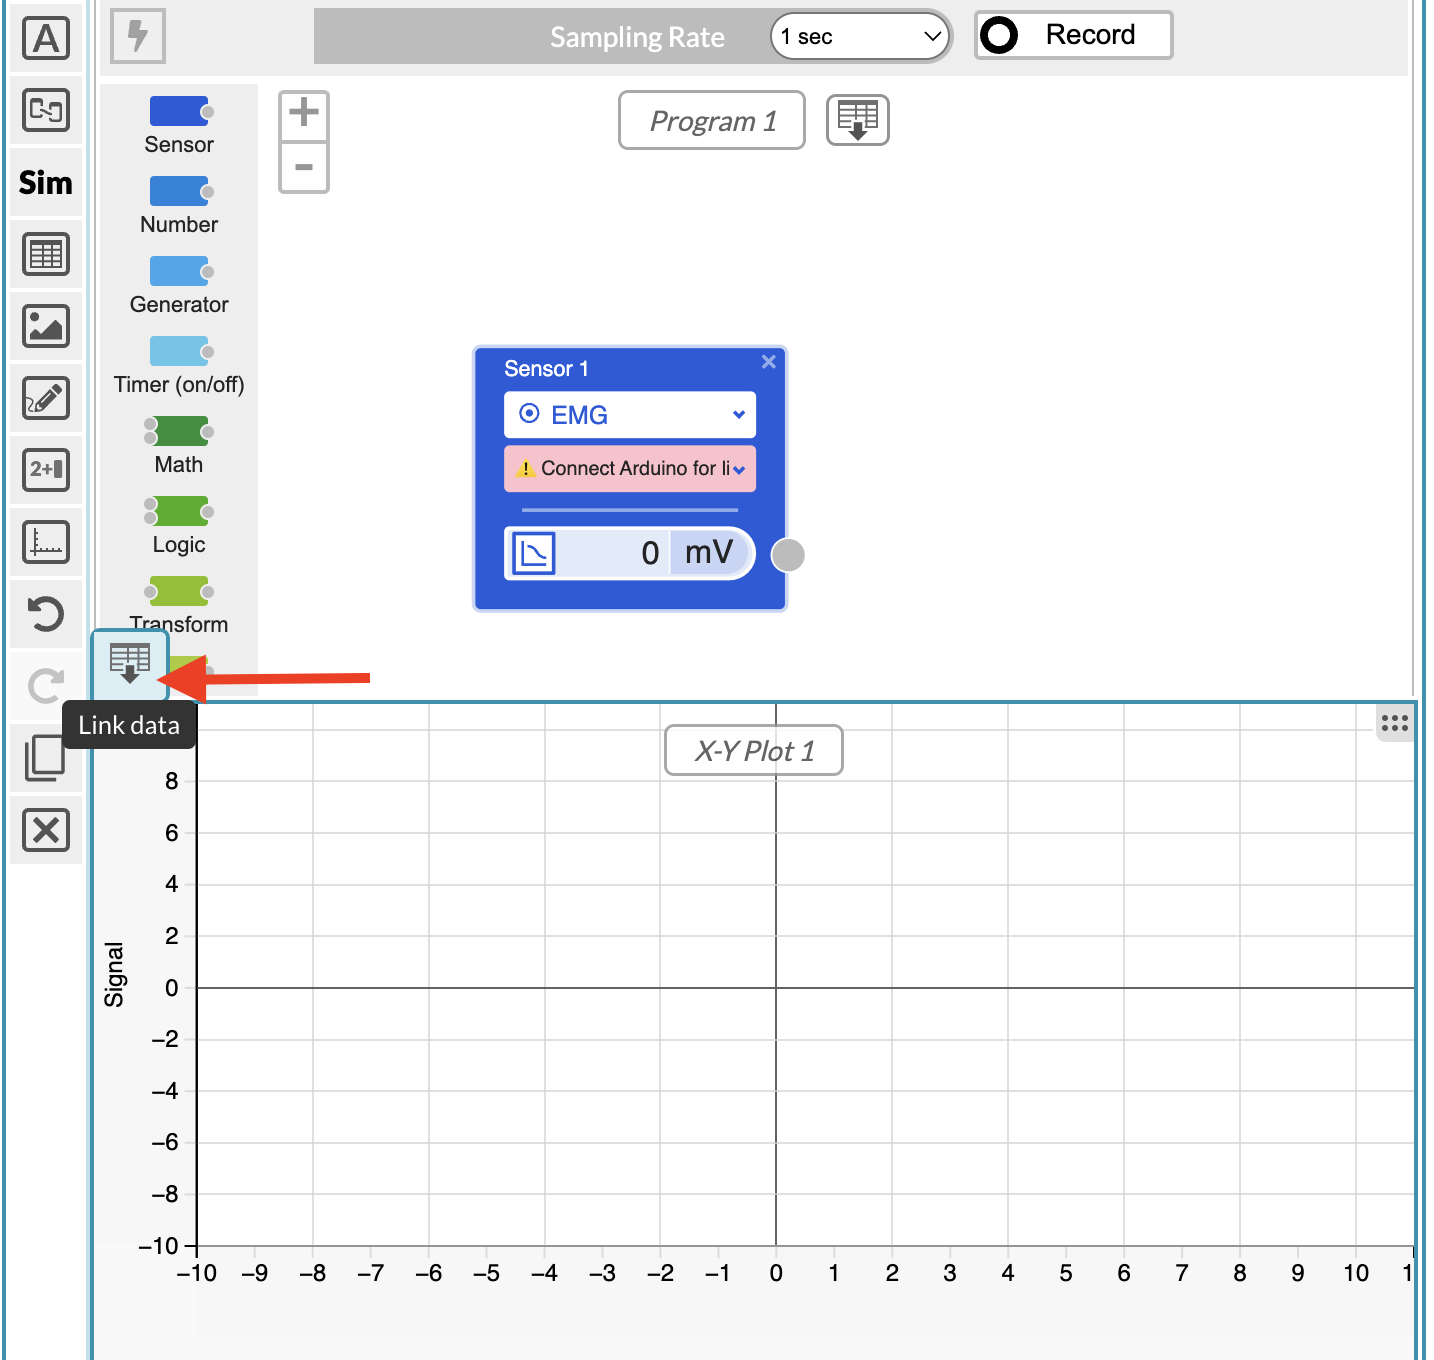 A
Sampling Rate
1 sec
Record
Sim
2+
Sensor
Number
Generator
Timer (on/off)
Math
Logic
Transform
+
-
Program 1
Sensor 1
×
EMG
Connect Arduino for li
0 mV
Link data
X-Y Plot 1
Signal
8
6
4
2
0
−2
−4
−6
−8
−10
−10 −9 −8 −7 −6 −5 −4 −3 −2 −1 0 1 2 3 4 5 6 7 8 9 10 1